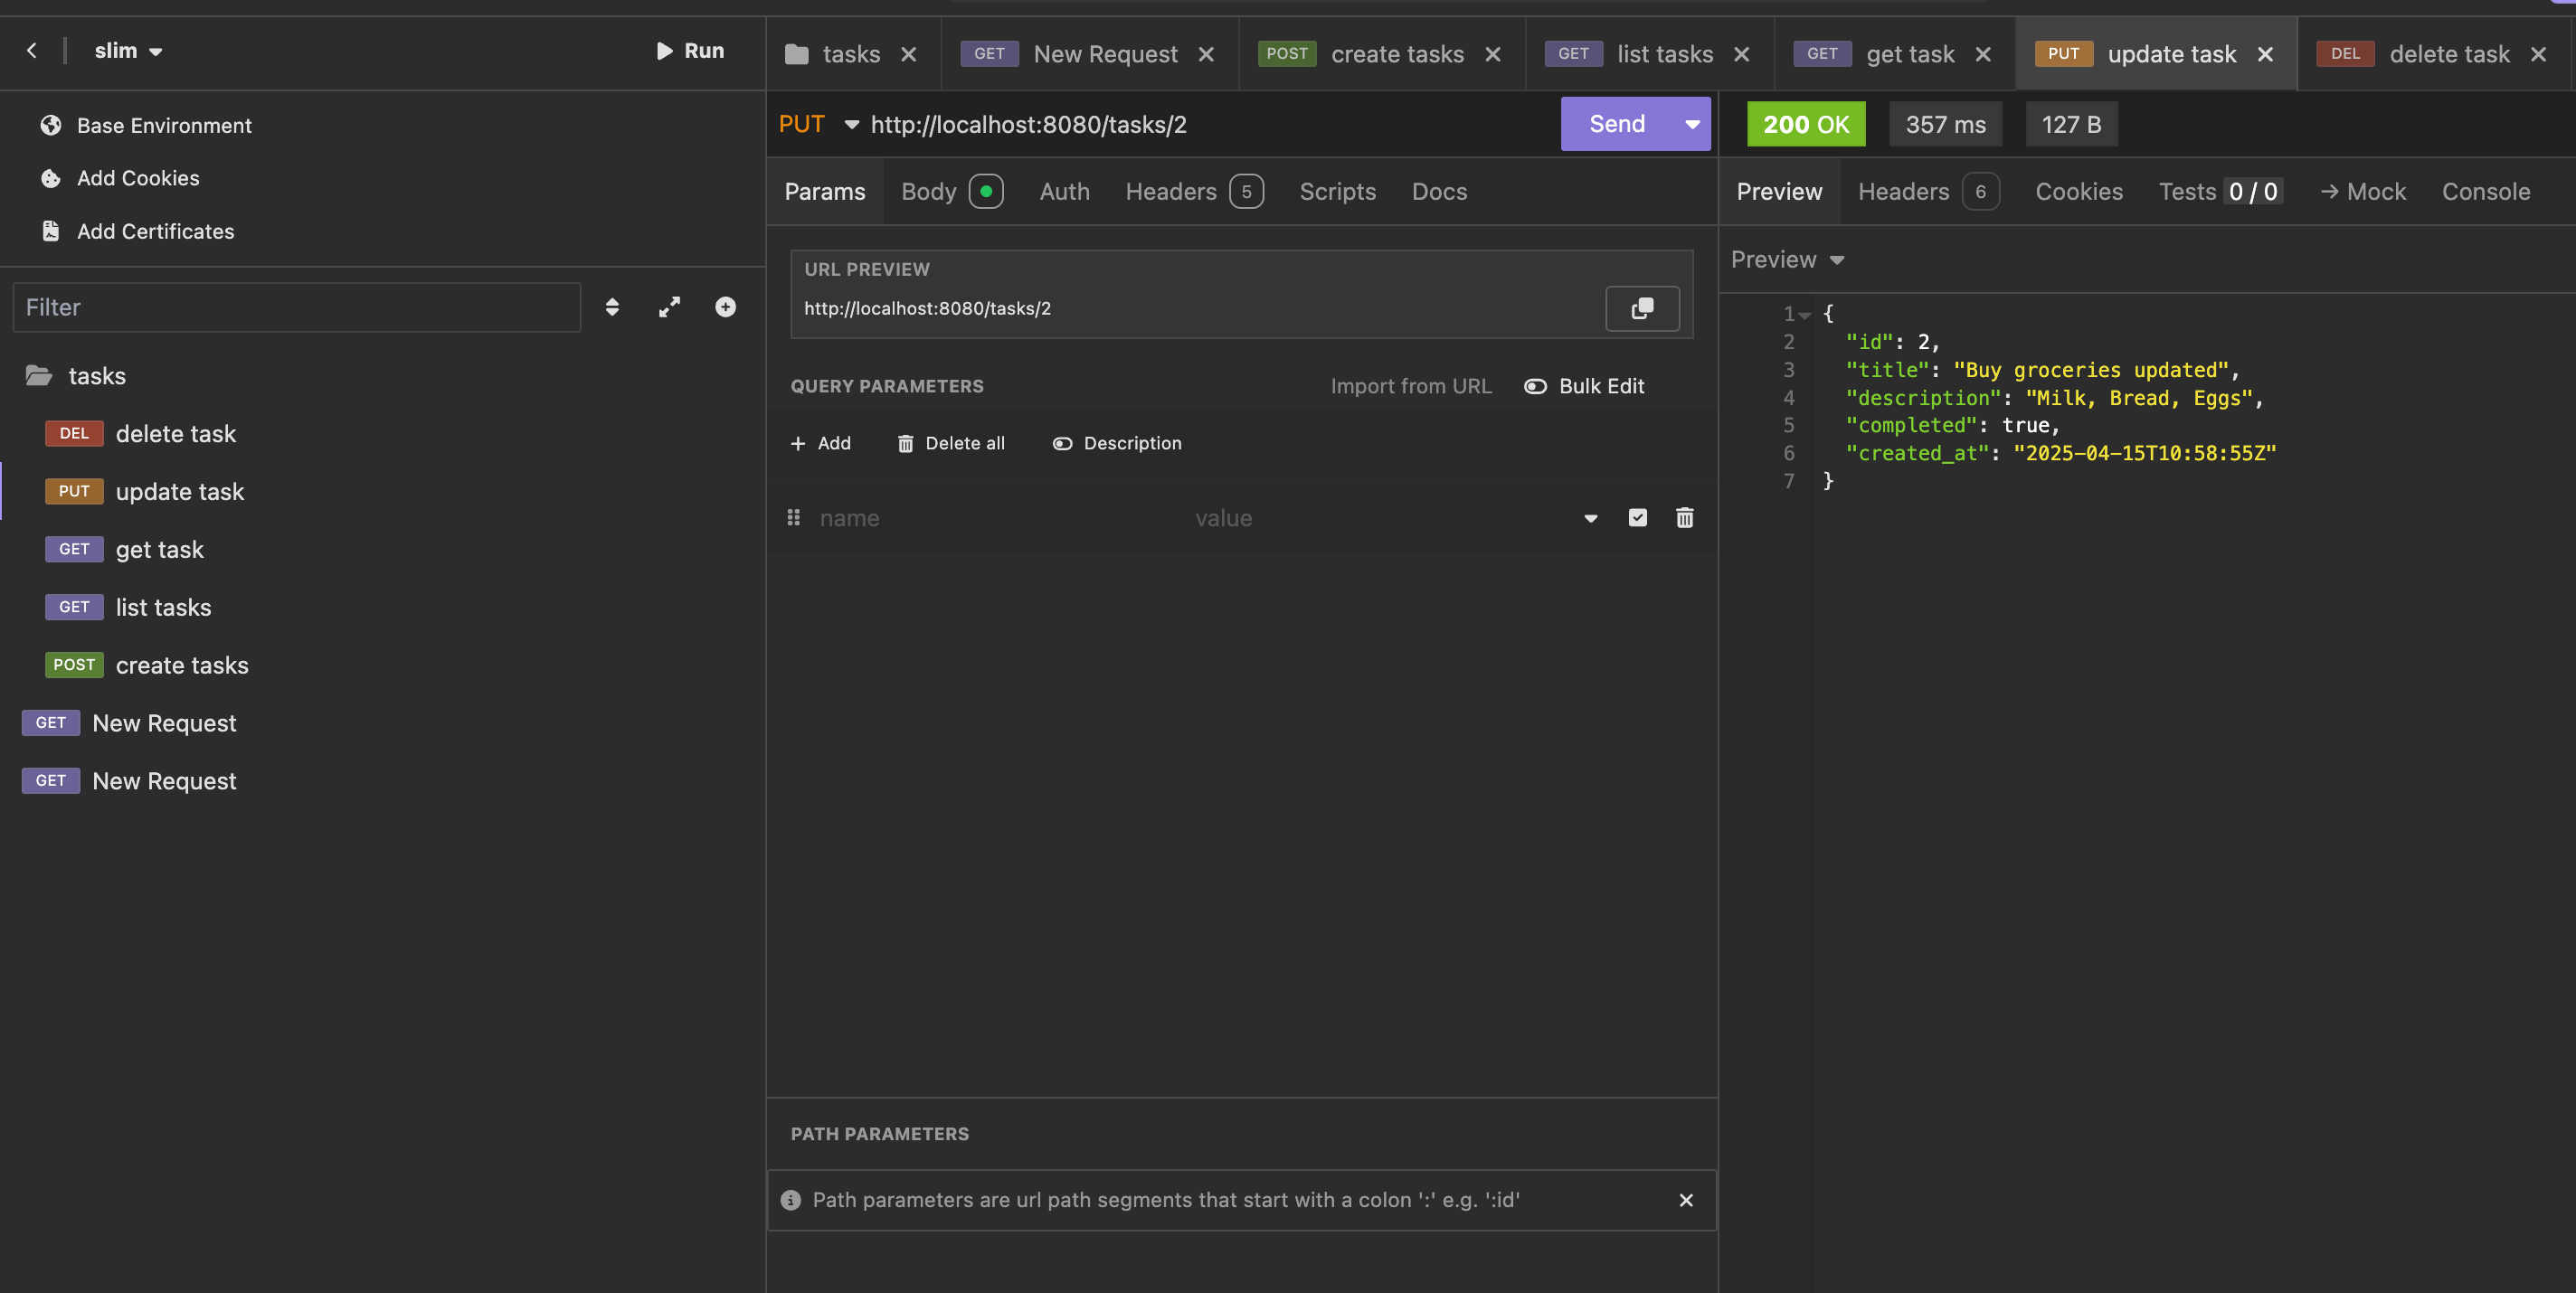 slim
Run
tasks
GET New Request
POST create tasks
GET list tasks
GET get task
PUT update task
DEL delete task
Base Environment
Add Cookies
Add Certificates
Filter
tasks
DEL delete task
PUT update task
GET get task
GET list tasks
POST create tasks
GET New Request
GET New Request
PUT http://localhost:8080/tasks/2
Send
Params Body Auth Headers 5 Scripts Docs
URL PREVIEW
http://localhost:8080/tasks/2
QUERY PARAMETERS Import from URL Bulk Edit
+ Add Delete all Description
name value
PATH PARAMETERS
Path parameters are url path segments that start with a colon ':' e.g. ':id'
200 OK 357 ms 127 B
Preview Headers 6 Cookies Tests 0 / 0 → Mock Console
Preview
1 {
2 "id": 2,
3 "title": "Buy groceries updated",
4 "description": "Milk, Bread, Eggs",
5 "completed": true,
6 "created_at": "2025-04-15T10:58:55Z"
7 }